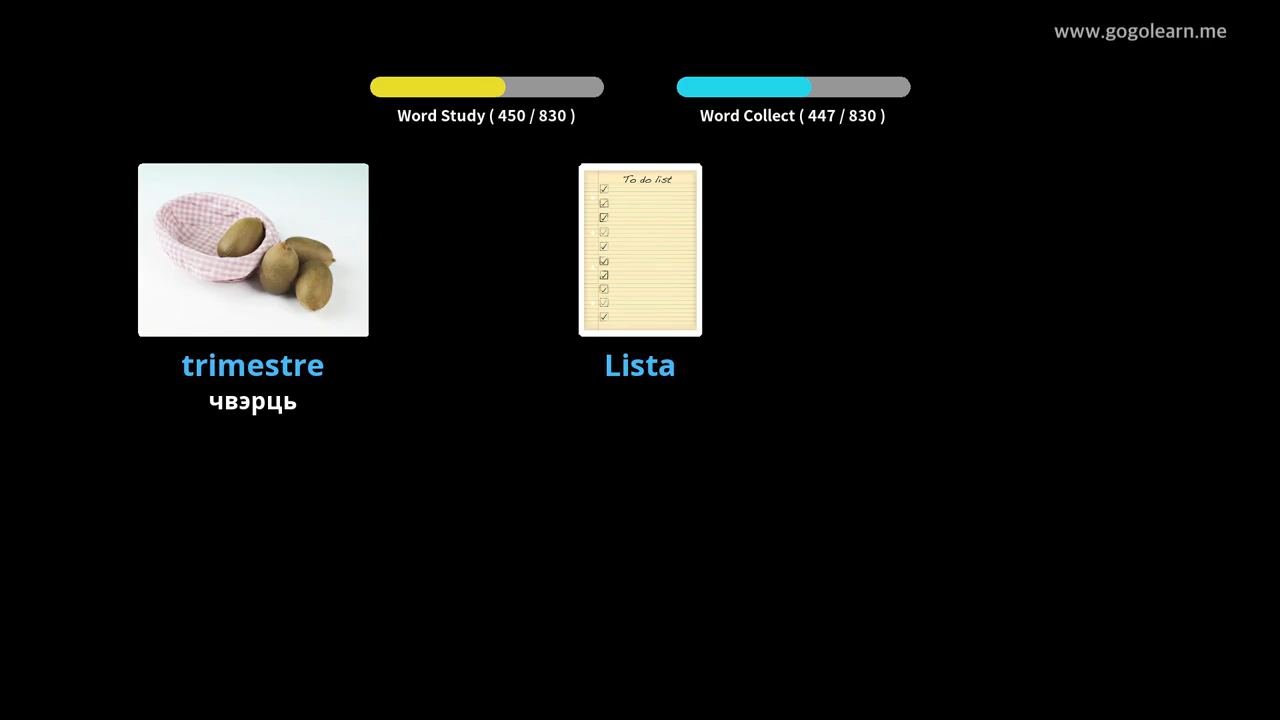 www.gogolearn.me
Word Study ( 450 / 830 )
Word Collect ( 447 / 830 )
To do list
trimestre
чвэрць
Lista